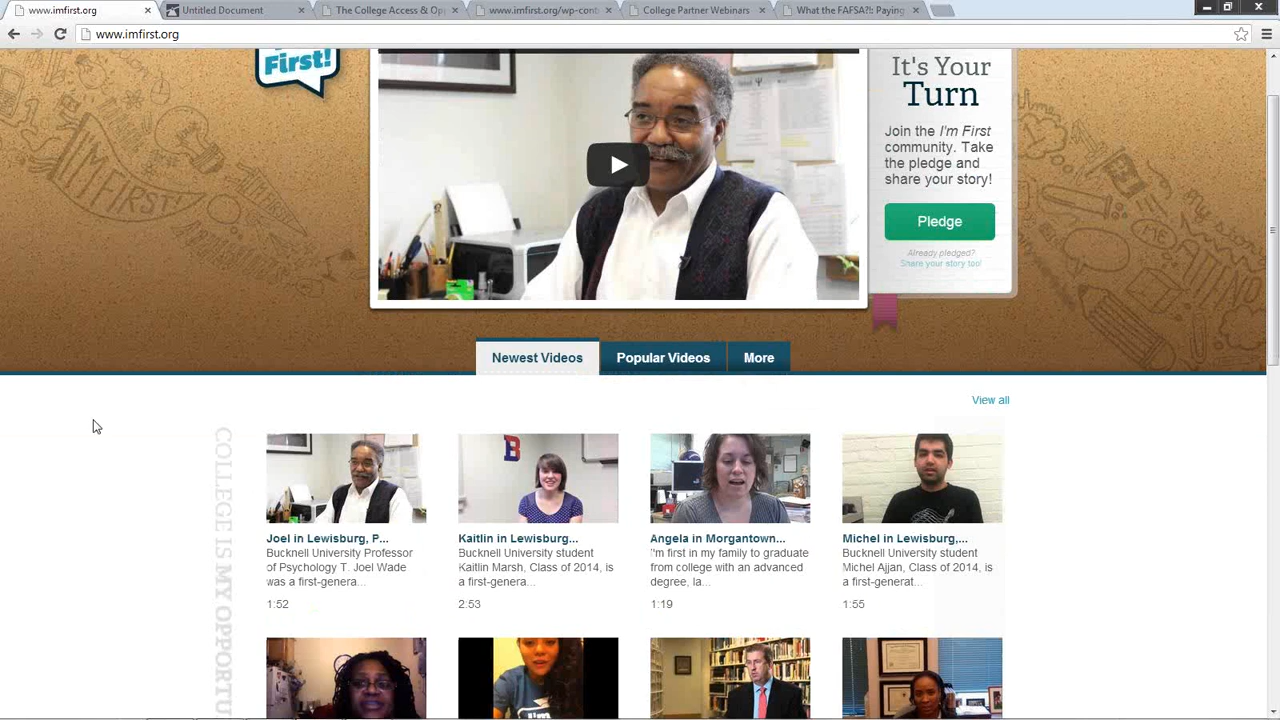 www.imfirst.org
Untitled Document
The College Access & Op
www.imfirst.org/wp-cont
College Partner Webinars
What the FAFSA?!: Paying
www.imfirst.org
First!
It's Your
Turn
Join the I'm First
community. Take
the pledge and
share your story!
Pledge
Already pledged?
Share your story too!
Newest Videos
Popular Videos
More
View all
COLLEGE IS MY OPPORTU
Joel in Lewisburg, P...
Bucknell University Professor
of Psychology T. Joel Wade
was a first-genera...
1:52
Kaitlin in Lewisburg...
Bucknell University student
Kaitlin Marsh, Class of 2014, is
a first-genera...
2:53
Angela in Morgantown...
"I'm first in my family to graduate
from college with an advanced
degree, la...
1:19
Michel in Lewisburg,...
Bucknell University student
Michel Ajjan, Class of 2014, is
a first-generat...
1:55